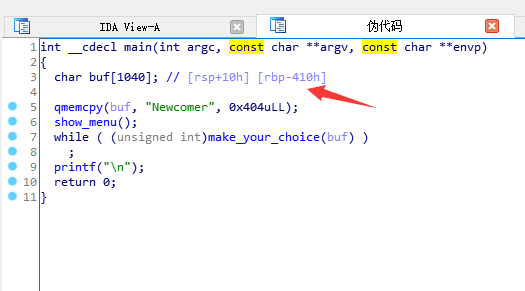 IDA View-A
伪代码
1 int __cdecl main(int argc, const char **argv, const char **envp)
2 {
3 char buf[1040]; // [rsp+10h] [rbp-410h]
4
5 qmemcpy(buf, "Newcomer", 0x404uLL);
6 show_menu();
7 while ( (unsigned int)make_your_choice(buf) )
8 ;
9 printf("\n");
10 return 0;
11 }